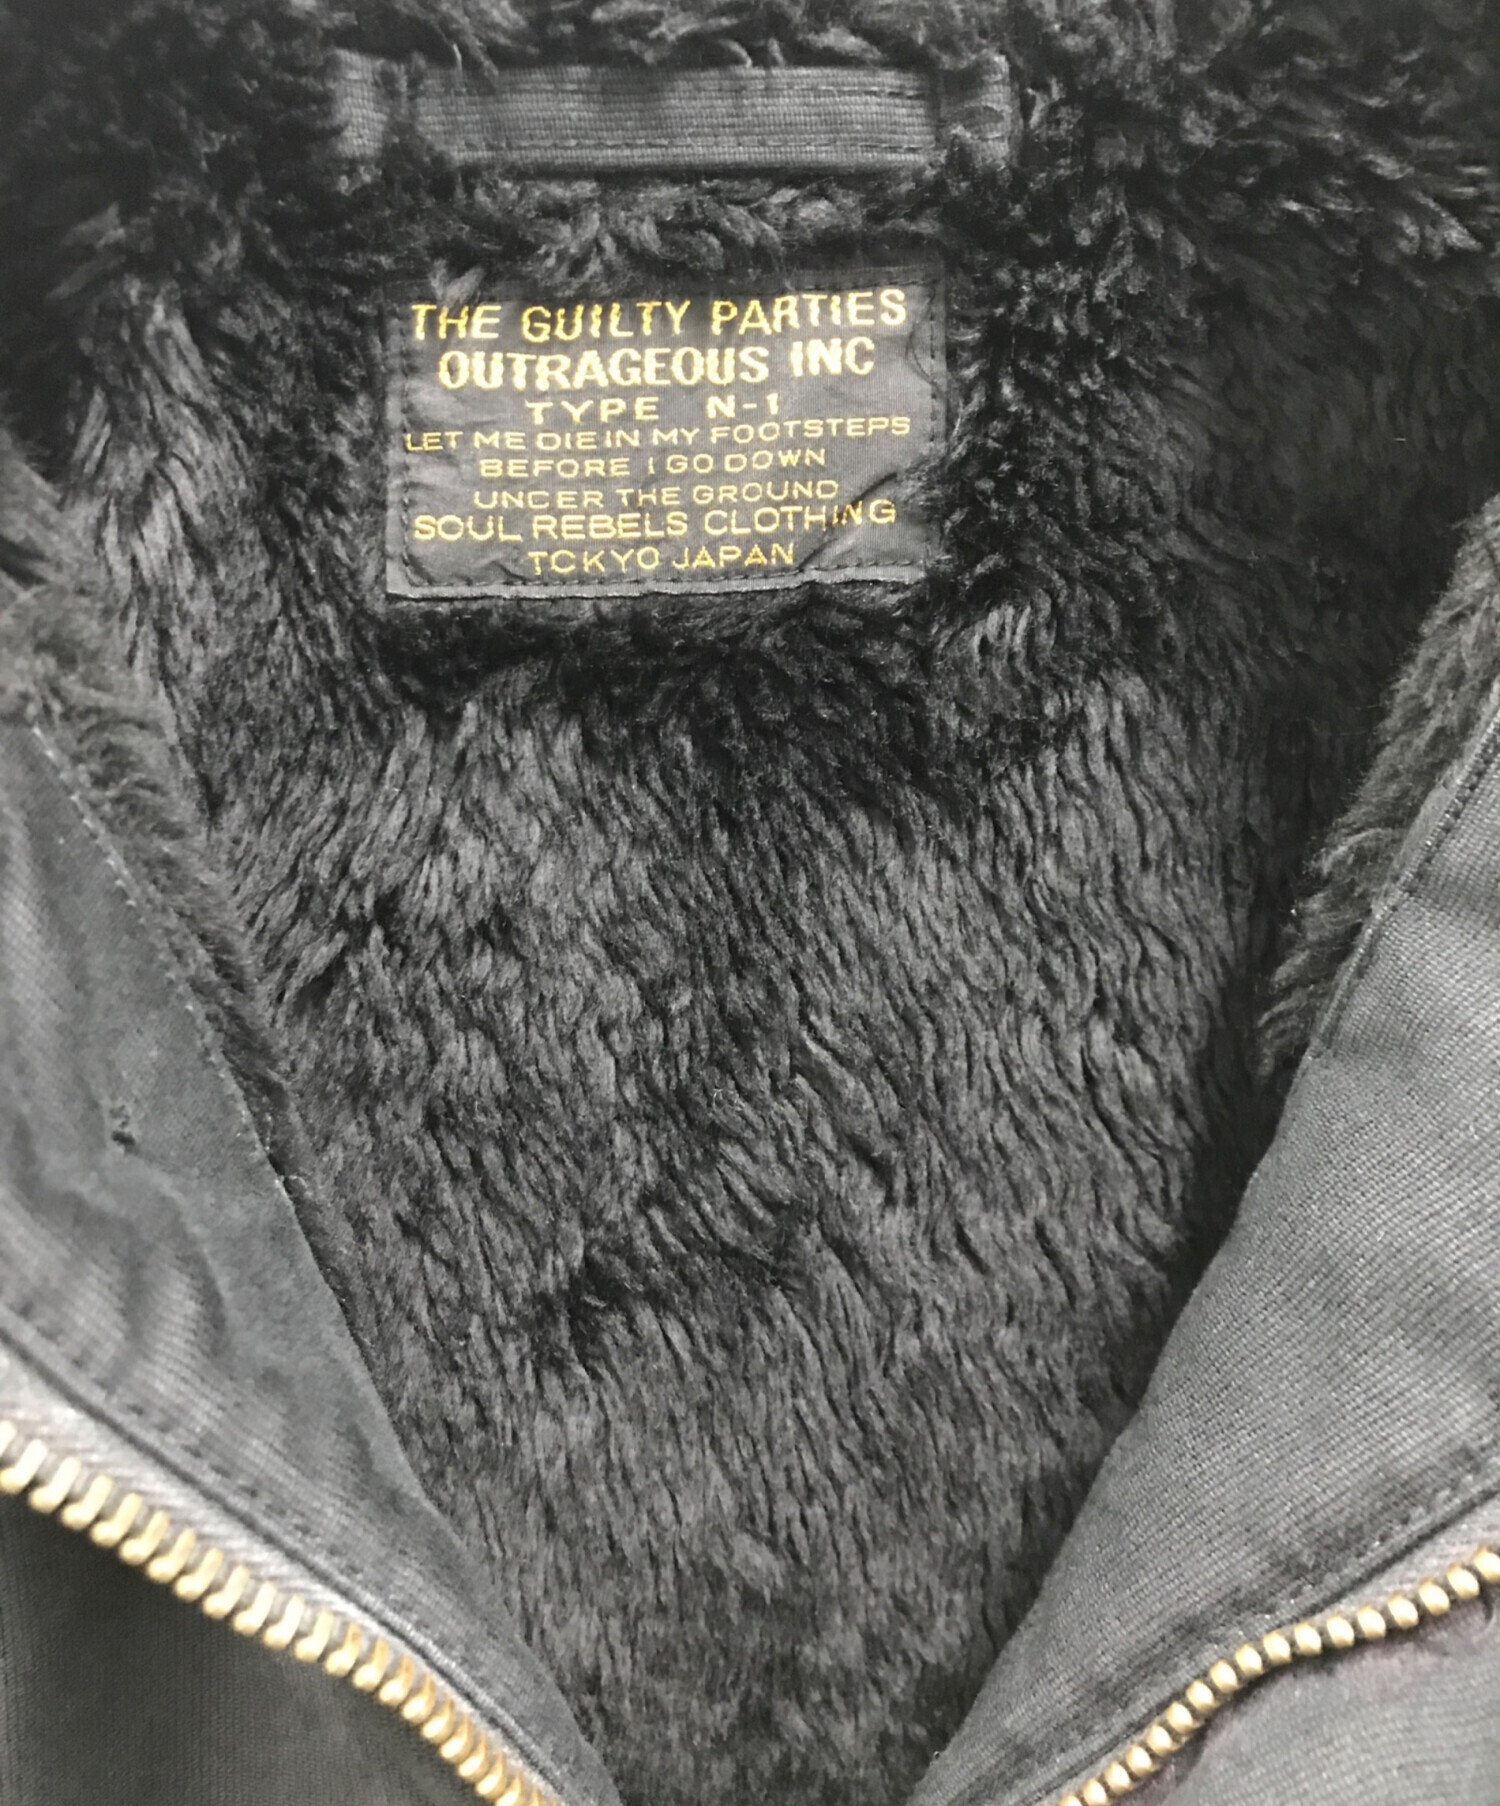 THE GUILTY PARTIES
OUTRAGEOUS INC
TYPE N-1
LET ME DIE IN MY FOOTSTEPS
BEFORE I GO DOWN
UNDER THE GROUND
SOUL REBELS CLOTHING
TOKYO JAPAN